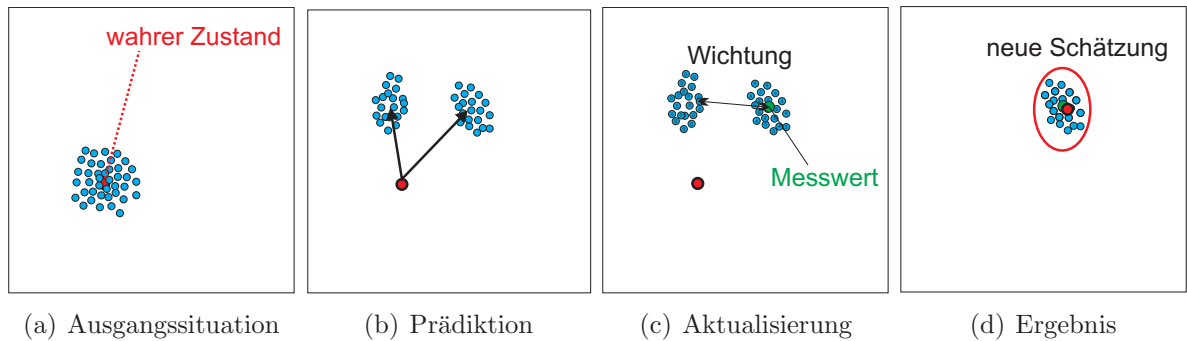 wahrer Zustand
Wichtung
Messwert
neue Schätzung
(a) Ausgangssituation
(b) Prädiktion
(c) Aktualisierung
(d) Ergebnis